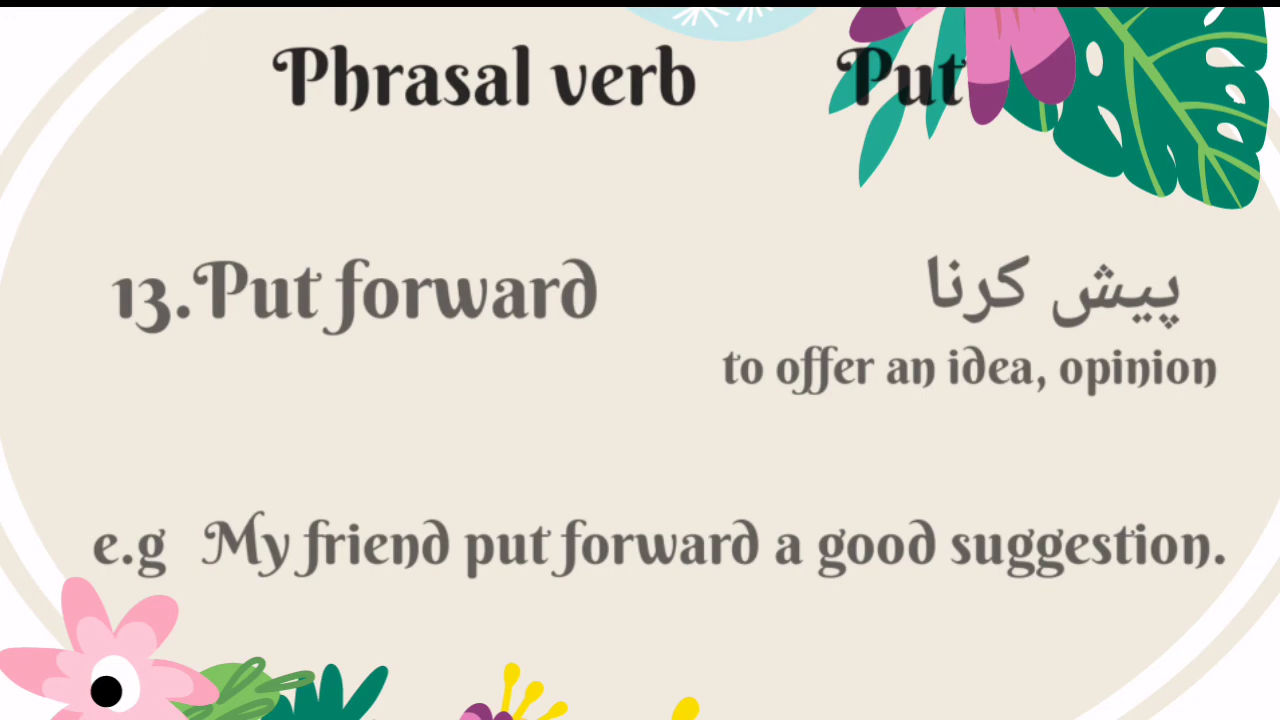 Phrasal verb Put
13.Put forward پیش کرنا
to offer an idea, opinion
e.g My friend put forward a good suggestion.